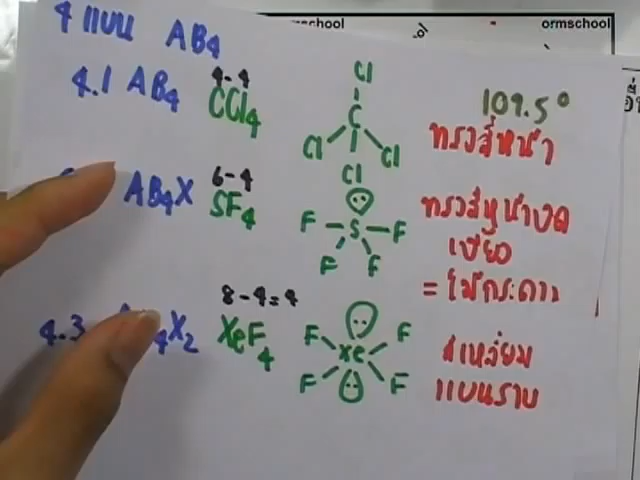 4 แบบ AB4
4.1 AB4 4-4 CCl4 109.5°
Cl
C
Cl Cl
Cl
ทรงสี่หน้า
AB4X 6-4 SF4
F S F
F F
ทรงสี่หน้าบิด
เบี้ยว
= ไม้กระดาน
4.3 4X2 8-4=4 XeF4
F F
Xe
F F
4เหลี่ยม
แบนราบ
ormschool